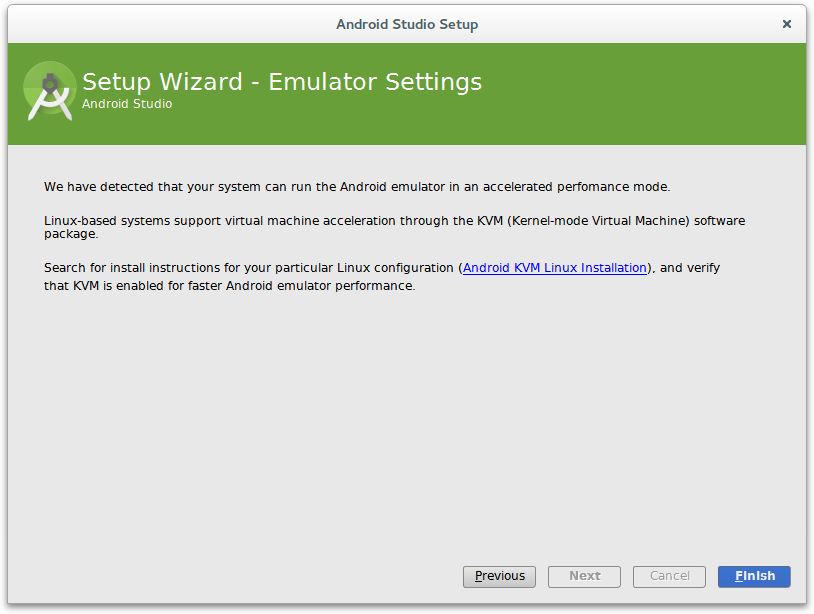 Android Studio Setup
Setup Wizard - Emulator Settings
Android Studio
We have detected that your system can run the Android emulator in an accelerated perfomance mode.
Linux-based systems support virtual machine acceleration through the KVM (Kernel-mode Virtual Machine) software
package.
Search for install instructions for your particular Linux configuration (Android KVM Linux Installation), and verify
that KVM is enabled for faster Android emulator performance.
Previous Next Cancel Finish